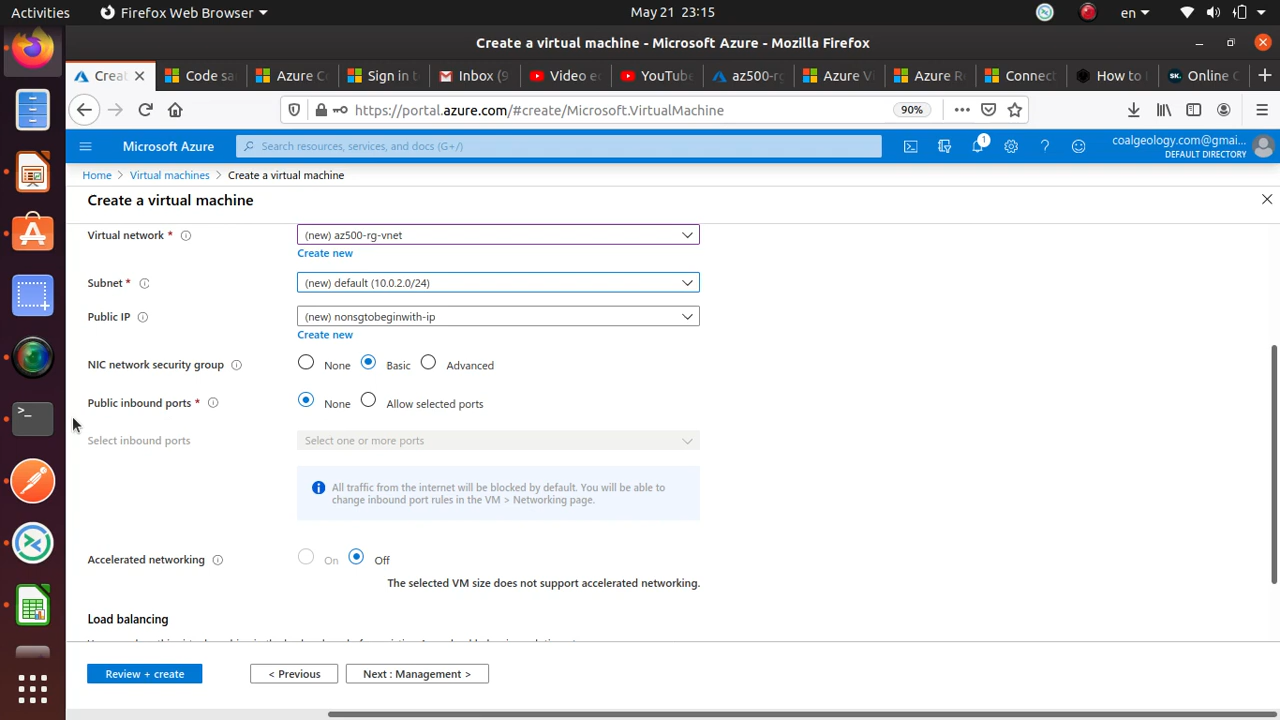 Activities
Firefox Web Browser
May 21 23:15
en
Create a virtual machine - Microsoft Azure - Mozilla Firefox
Creat
Code sa
Azure C
Sign in t
Inbox (9
Video e
YouTube
az500-r
Azure V
Azure R
Connect
How to
SK.
Online C
https://portal.azure.com/#create/Microsoft.VirtualMachine
90%
Microsoft Azure
Search resources, services, and docs (G+/)
1
coalgeology.com@gmai...
DEFAULT DIRECTORY
Home > Virtual machines > Create a virtual machine
Create a virtual machine
Virtual network *
(new) az500-rg-vnet
Create new
Subnet *
(new) default (10.0.2.0/24)
Public IP
(new) nonsgtobeginwith-ip
Create new
NIC network security group
None Basic Advanced
Public inbound ports *
None Allow selected ports
Select inbound ports
Select one or more ports
All traffic from the internet will be blocked by default. You will be able to
change inbound port rules in the VM > Networking page.
Accelerated networking
On Off
The selected VM size does not support accelerated networking.
Load balancing
Review + create
< Previous
Next : Management >